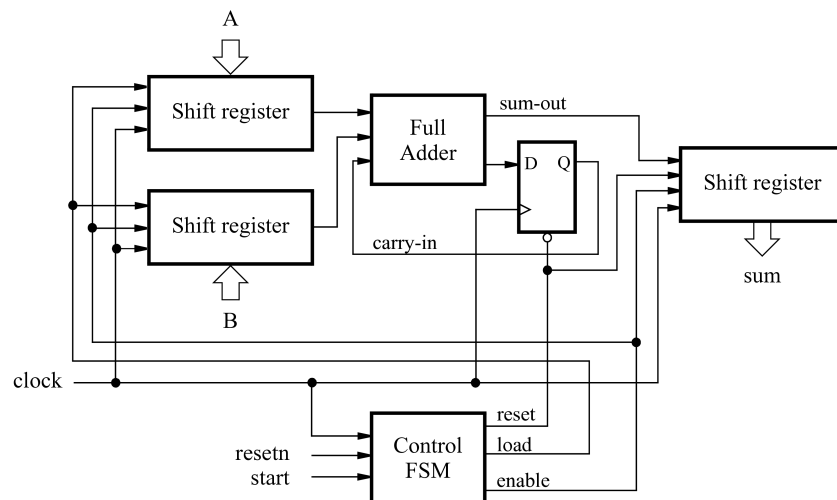 A
Shift register
Full
Adder
sum-out
D Q
Shift register
Shift register
carry-in
sum
B
clock
reset
resetn
Control
FSM
load
start
enable